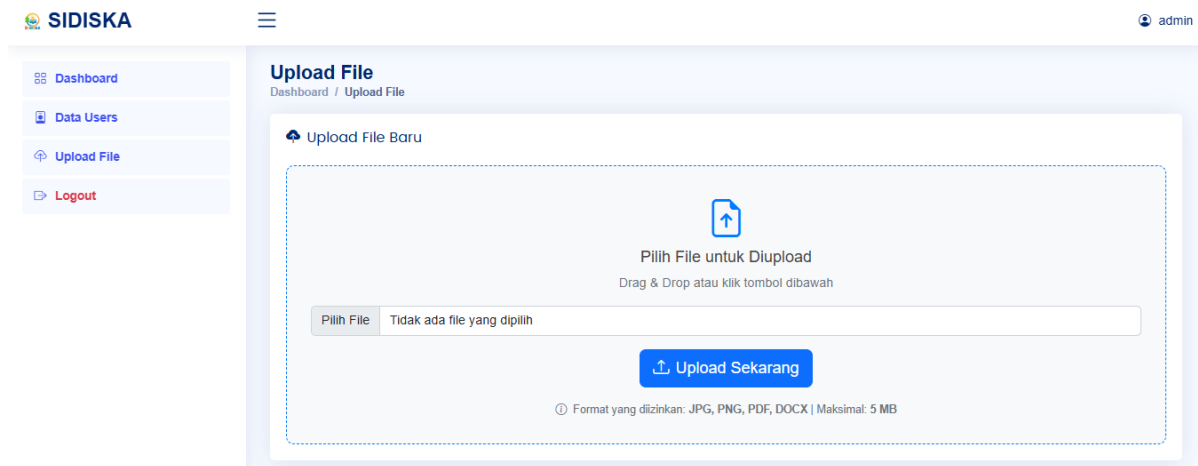 SIDISKA
admin
Dashboard
Data Users
Upload File
Logout
Upload File
Dashboard / Upload File
Upload File Baru
Pilih File untuk Diupload
Drag & Drop atau klik tombol dibawah
Pilih File Tidak ada file yang dipilih
Upload Sekarang
Format yang diizinkan: JPG, PNG, PDF, DOCX | Maksimal: 5 MB